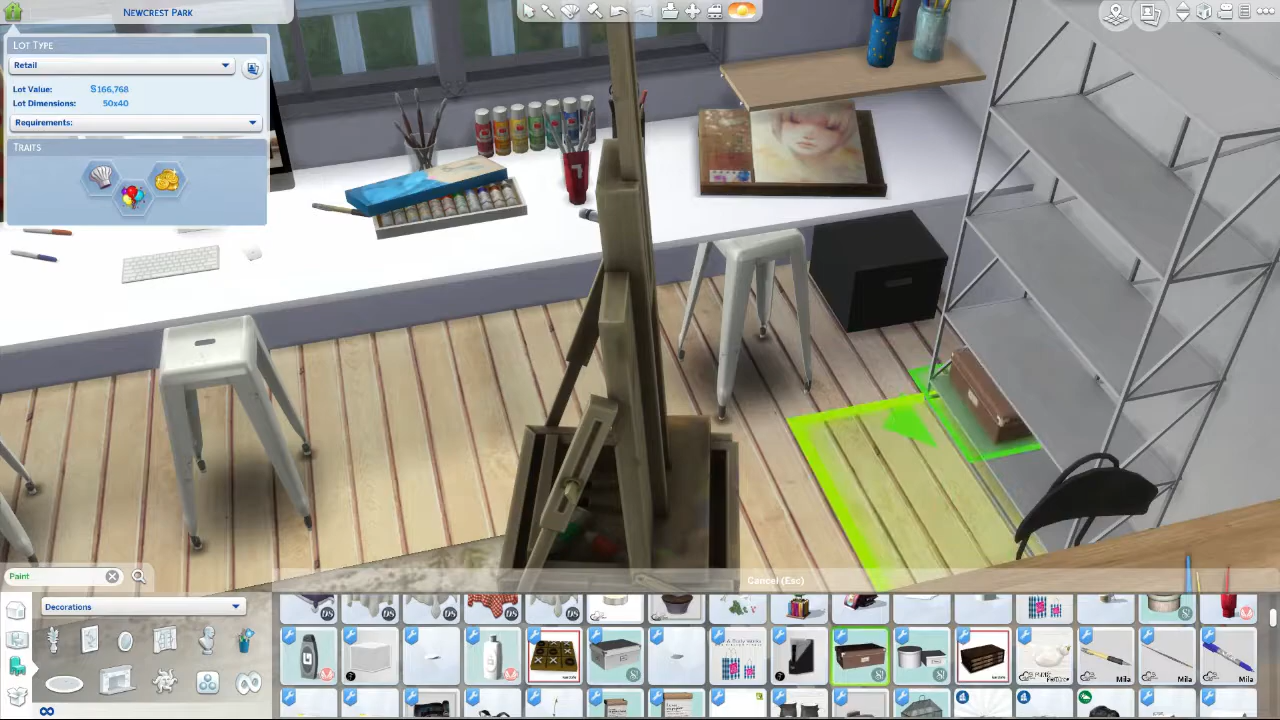 NEWCREST PARK
LOT TYPE
Retail
Lot Value: §166,768
Lot Dimensions: 50x40
Requirements:
TRAITS
Paint
Cancel (Esc)
Decorations
Mila
Mila
Mila